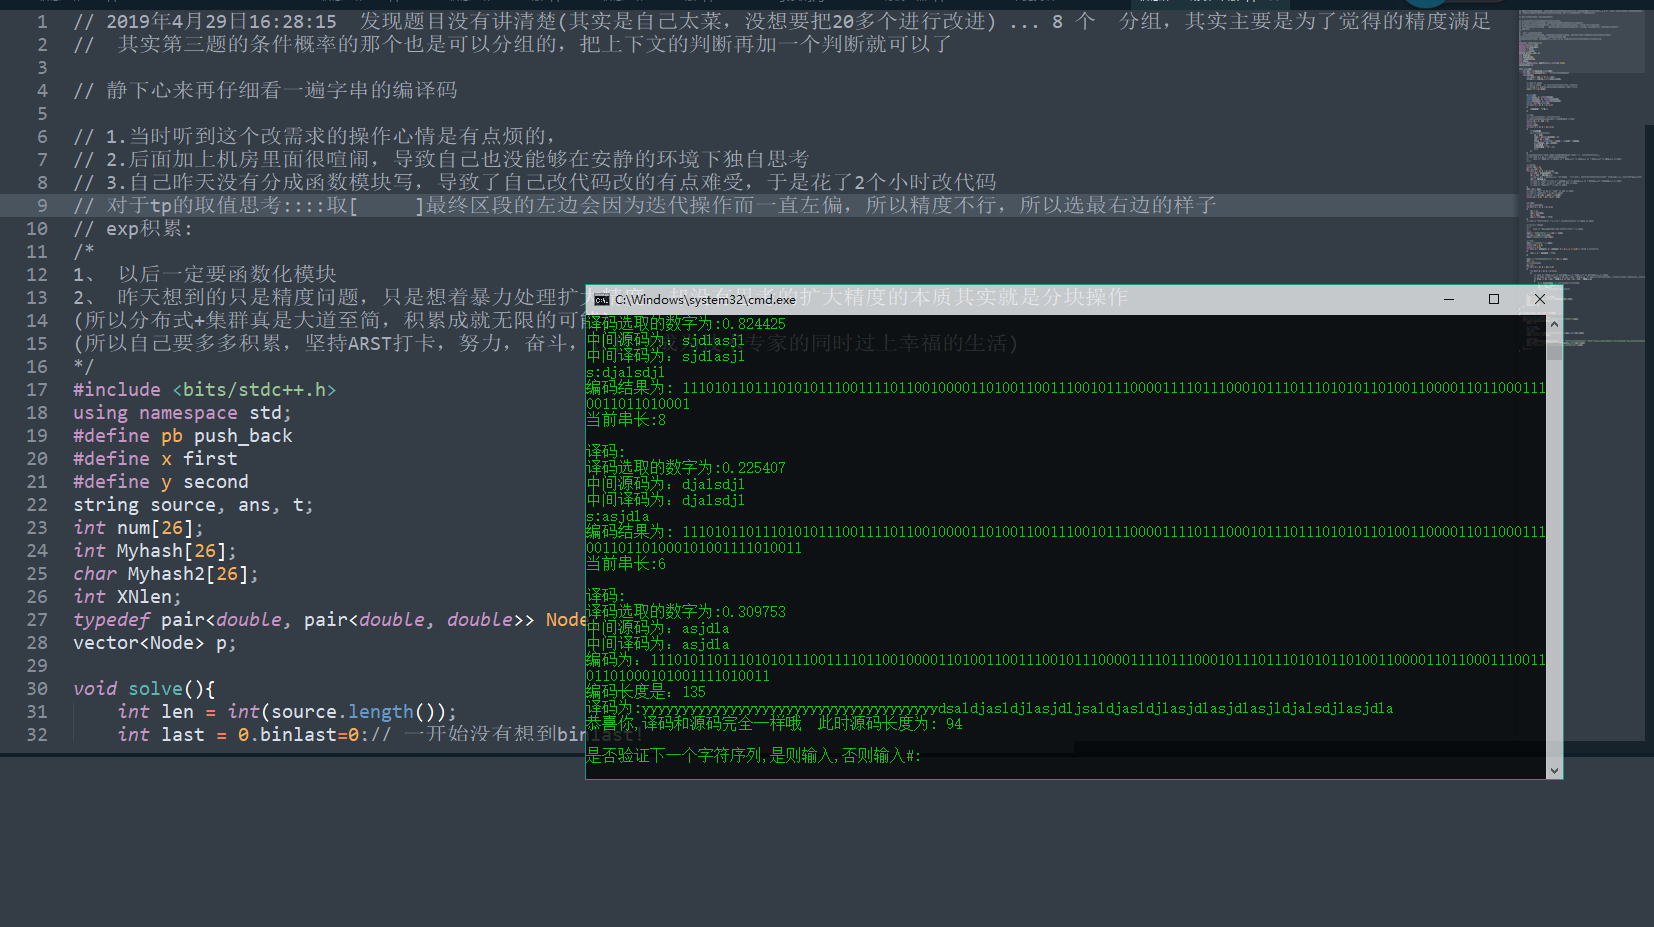 1 // 2019年4月29日16:28:15 发现题目没有讲清楚(其实是自己太菜，没想要把20多个进行改进) ... 8 个 分组，其实主要是为了觉得的精度满足
2 // 其实第三题的条件概率的那个也是可以分组的，把上下文的判断再加一个判断就可以了
3
4 // 静下心来再仔细看一遍字串的编译码
5
6 // 1.当时听到这个改需求的操作心情是有点烦的，
7 // 2.后面加上机房里面很喧闹，导致自己也没能够在安静的环境下独自思考
8 // 3.自己昨天没有分成函数模块写，导致了自己改代码改的有点难受，于是花了2个小时改代码
9 // 对于tp的取值思考::::取[ ]最终区段的左边会因为迭代操作而一直左偏，所以精度不行，所以选最右边的样子
10 // exp积累:
11 /*
12 1、 以后一定要函数化模块
13 2、 昨天想到的只是精度问题，只是想着暴力处理扩大精度，却没有思考的扩大精度的本质其实就是分块操作
14 (所以分布式+集群真是大道至简，积累成就无限的可能
15 (所以自己要多多积累，坚持ARST打卡，努力，奋斗， 专家的同时过上幸福的生活)
16 */
17 #include <bits/stdc++.h>
18 using namespace std;
19 #define pb push_back
20 #define x first
21 #define y second
22 string source, ans, t;
23 int num[26];
24 int Myhash[26];
25 char Myhash2[26];
26 int XNlen;
27 typedef pair<double, pair<double, double>> Node
28 vector<Node> p;
29
30 void solve(){
31 int len = int(source.length());
32 int last = 0.binlast=0:// 一开始没有想到binlast!
C:\Windows\system32\cmd.exe
译码选取的数字为:0.824425
中间源码为: sjdlasjl
中间译码为: sjdlasjl
s:djalsdjl
编码结果为: 111010110111010101110011110110010000110100110011100101110000111101110001011101110101011010011000011011000111
0011011010001
当前串长:8
译码:
译码选取的数字为:0.225407
中间源码为: djalsdjl
中间译码为: djalsdjl
s:asjdla
编码结果为: 111010110111010101110011110110010000110100110011100101110000111101110001011101110101011010011000011011000111
001101101000101001111010011
当前串长:6
译码:
译码选取的数字为:0.309753
中间源码为: asjdla
中间译码为: asjdla
编码为: 1110101101110101011100111101100100001101001100111001011100001111011100010111011101010110100110000110110001110011
01101000101001111010011
编码长度是: 135
译码为:yyyyyyyyyyyyyyyyyyyyyyyyyyyyyyyyyyyyydsaldjasldjlasjdljsaldjasldjlasjdlasjdlasjldjalsdjlasjdla
恭喜你,译码和源码完全一样哦 此时源码长度为: 94
是否验证下一个字符序列,是则输入,否则输入#: